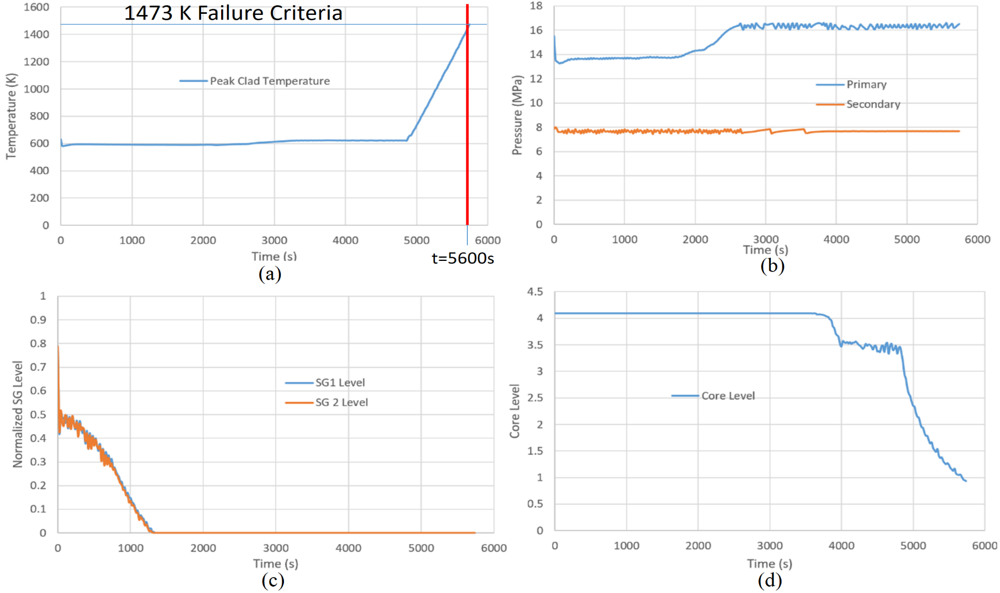 1473 K Failure Criteria
1600
1400
1200
1000
800
600
400
200
0
Temperature (K)
Peak Clad Temperature
0 1000 2000 3000 4000 5000 6000
Time (s)
t=5600s
(a)
18
16
14
12
10
8
6
4
2
0
Pressure (MPa)
Primary
Secondary
0 1000 2000 3000 4000 5000 6000
Time (s)
(b)
1
0.9
0.8
0.7
0.6
0.5
0.4
0.3
0.2
0.1
0
Normalized SG Level
SG1 Level
SG 2 Level
0 1000 2000 3000 4000 5000 6000
Time (s)
(c)
4.5
4
3.5
3
2.5
2
1.5
1
0.5
0
Core Level
Core Level
0 1000 2000 3000 4000 5000 6000
Time (s)
(d)